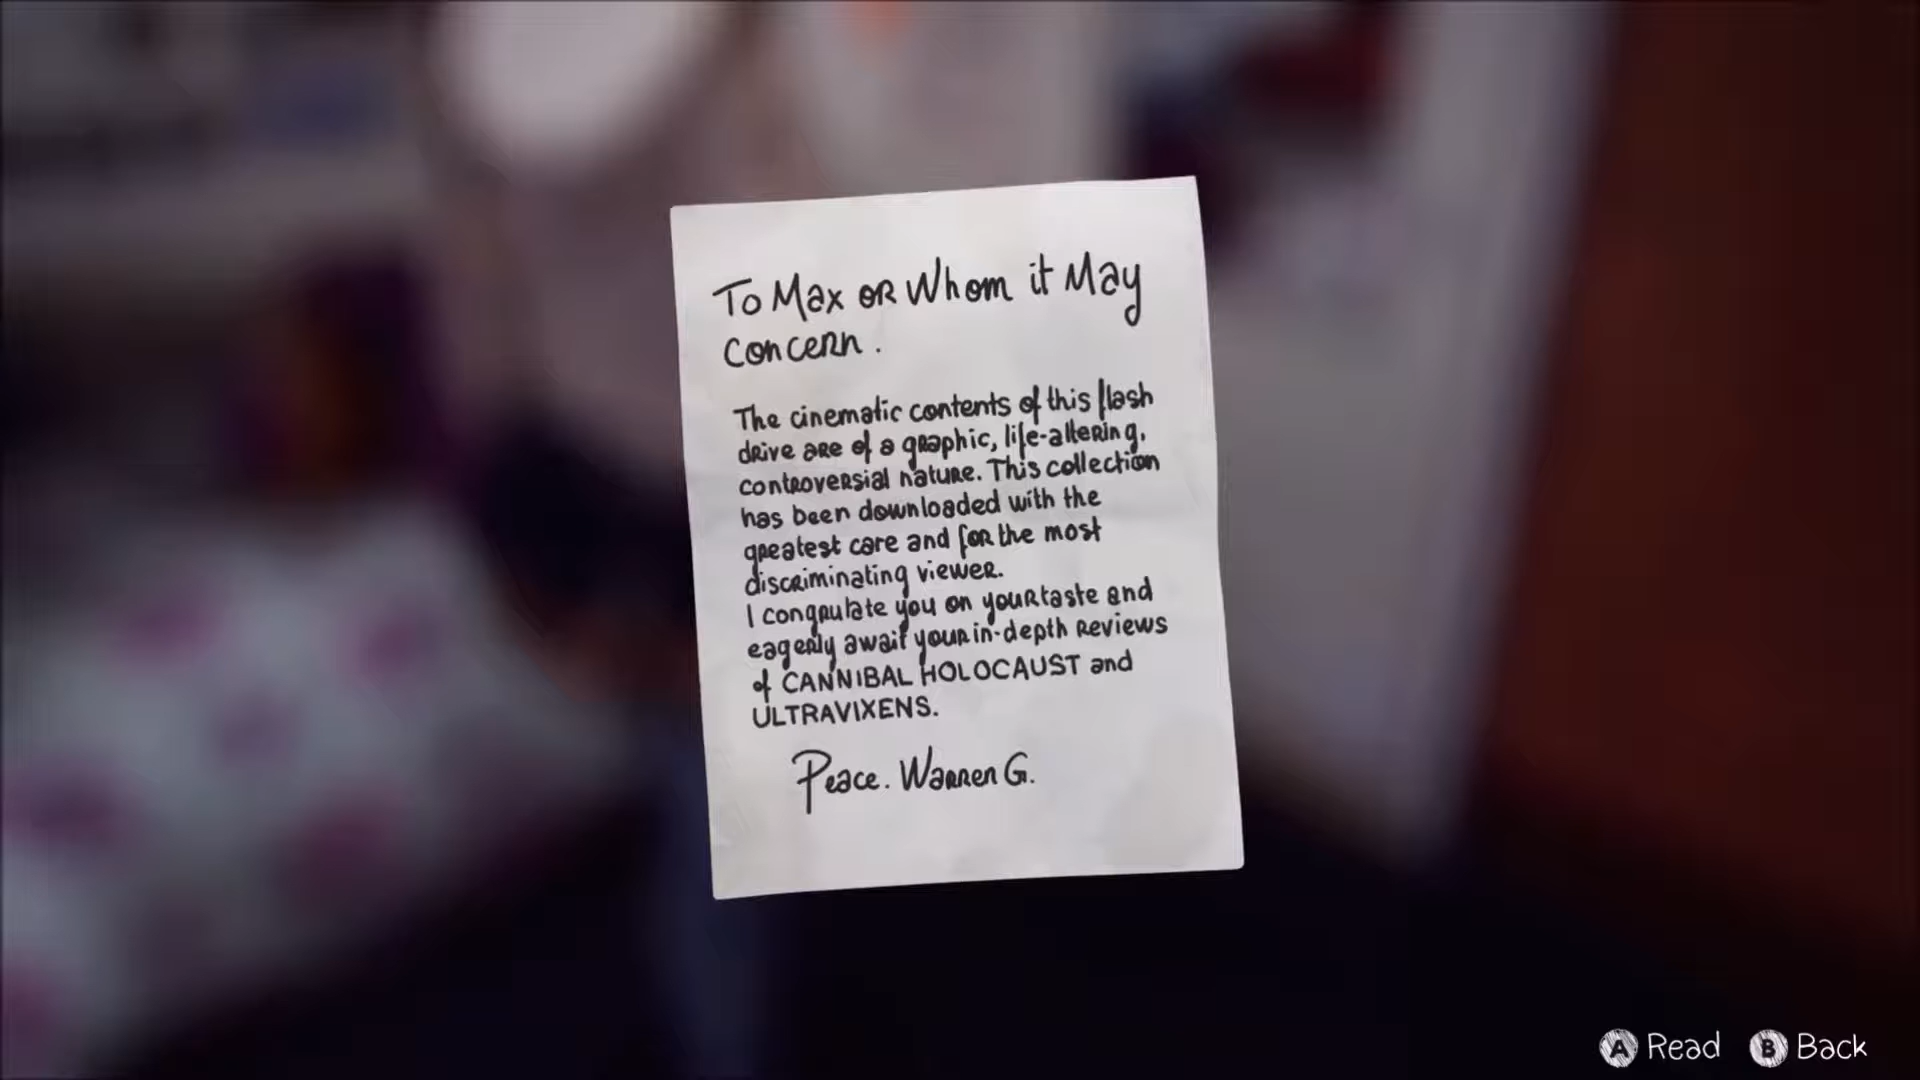 To Max or Whom it May
Concern.
The cinematic contents of this flash
drive are of a graphic, life-altering,
controversial nature. This collection
has been downloaded with the
greatest care and for the most
discriminating viewer.
I congrulate you on your taste and
eagerly await your in-depth reviews
of CANNIBAL HOLOCAUST and
ULTRAVIXENS.
Peace. Warren G.
A Read B Back